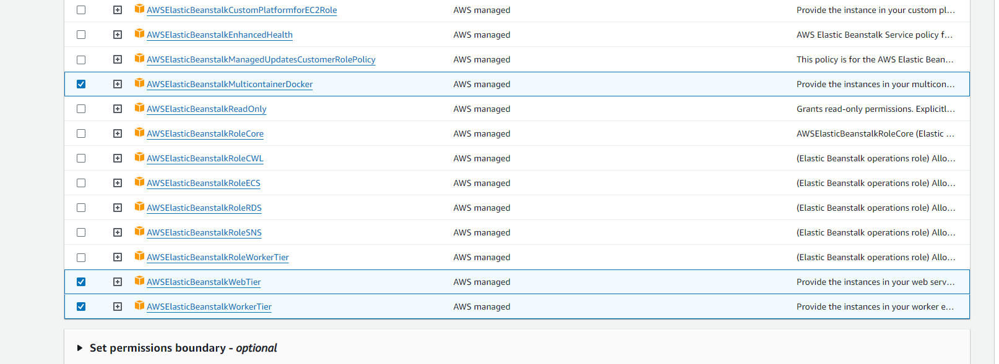 AWSElasticBeanstalkCustomPlatformforEC2Role AWS managed Provide the instance in your custom pl...
AWSElasticBeanstalkEnhancedHealth AWS managed AWS Elastic Beanstalk Service policy f...
AWSElasticBeanstalkManagedUpdatesCustomerRolePolicy AWS managed This policy is for the AWS Elastic Bean...
AWSElasticBeanstalkMulticontainerDocker AWS managed Provide the instances in your multicon...
AWSElasticBeanstalkReadOnly AWS managed Grants read-only permissions. Explicitl...
AWSElasticBeanstalkRoleCore AWS managed AWSElasticBeanstalkRoleCore (Elastic ...
AWSElasticBeanstalkRoleCWL AWS managed (Elastic Beanstalk operations role) Allo...
AWSElasticBeanstalkRoleECS AWS managed (Elastic Beanstalk operations role) Allo...
AWSElasticBeanstalkRoleRDS AWS managed (Elastic Beanstalk operations role) Allo...
AWSElasticBeanstalkRoleSNS AWS managed (Elastic Beanstalk operations role) Allo...
AWSElasticBeanstalkRoleWorkerTier AWS managed (Elastic Beanstalk operations role) Allo...
AWSElasticBeanstalkWebTier AWS managed Provide the instances in your web serv...
AWSElasticBeanstalkWorkerTier AWS managed Provide the instances in your worker e...
Set permissions boundary - optional